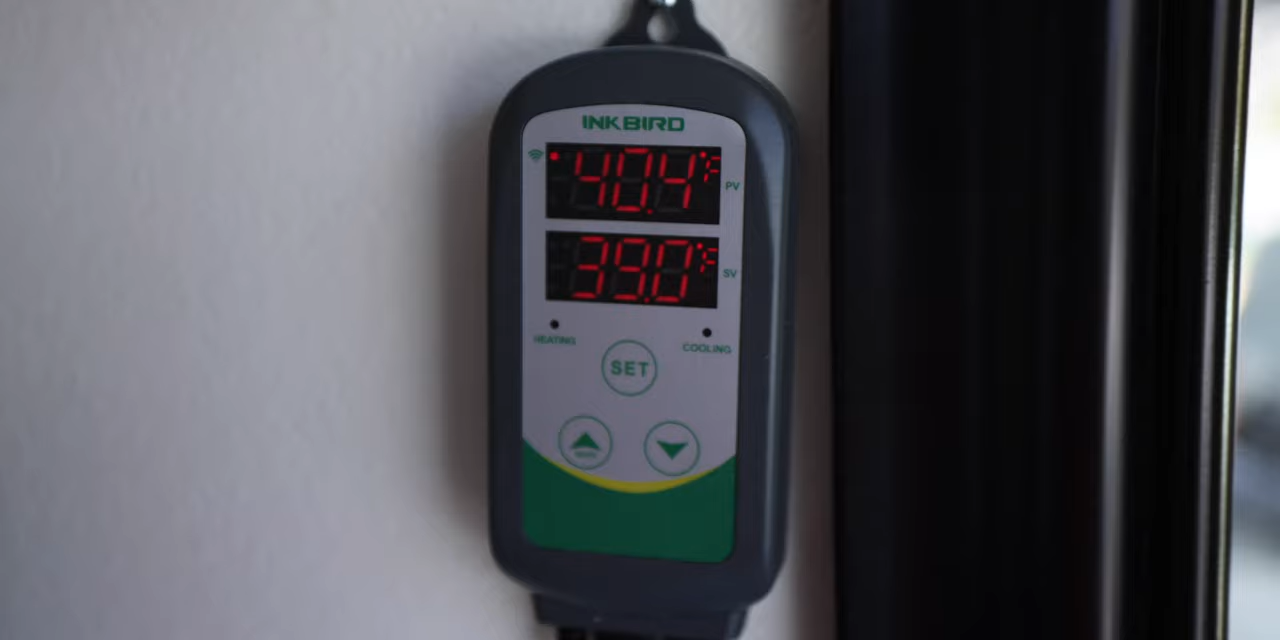 INKBIRD
40.4°F
PV
39.0°F
SV
HEATING
COOLING
SET